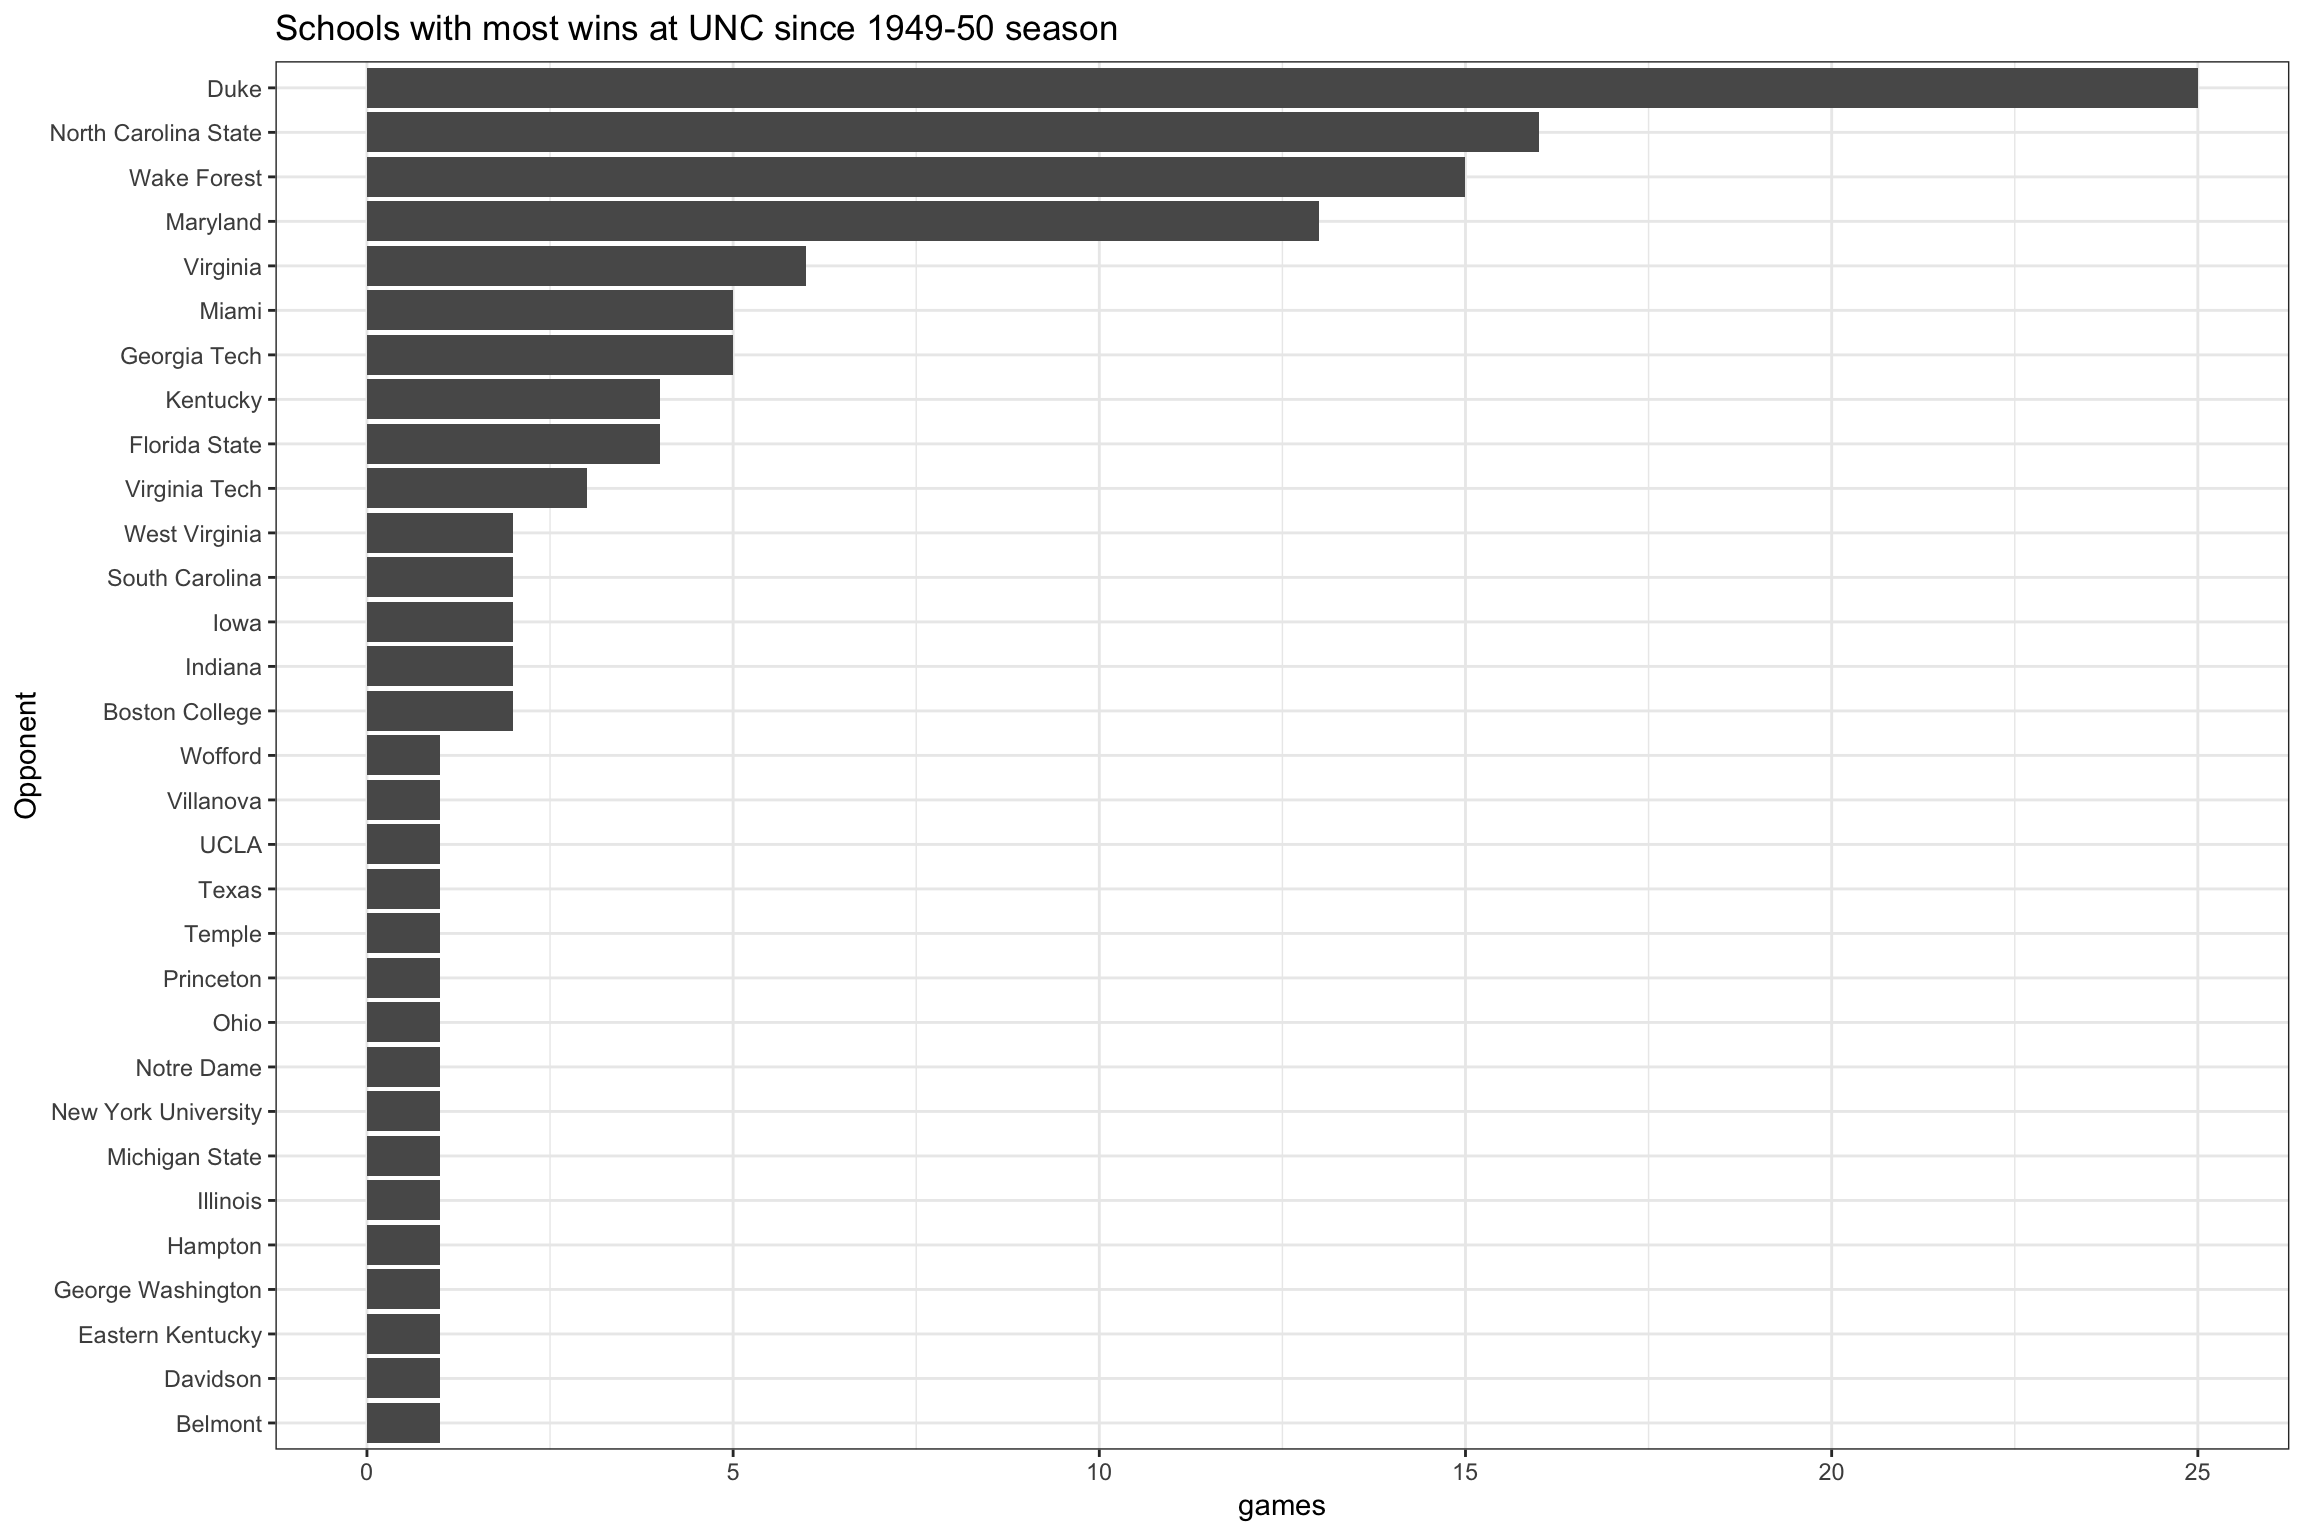 Schools with most wins at UNC since 1949-50 season
Opponent
Duke
North Carolina State
Wake Forest
Maryland
Virginia
Miami
Georgia Tech
Kentucky
Florida State
Virginia Tech
West Virginia
South Carolina
Iowa
Indiana
Boston College
Wofford
Villanova
UCLA
Texas
Temple
Princeton
Ohio
Notre Dame
New York University
Michigan State
Illinois
Hampton
George Washington
Eastern Kentucky
Davidson
Belmont
0 5 10 15 20 25
games